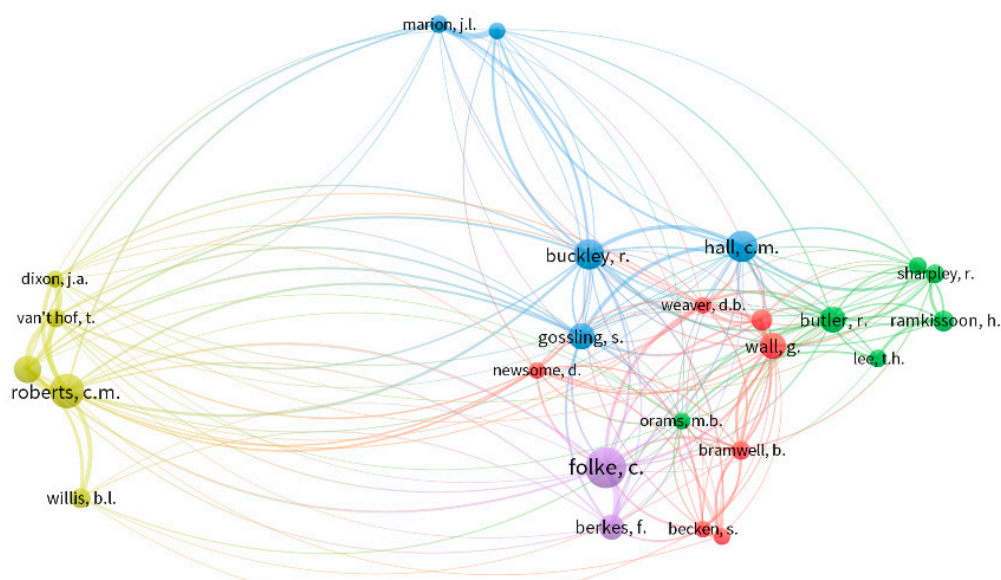 marion, j.l.
hall, c.m.
buckley, r.
sharpley, r.
dixon, j.a.
weaver, d.b.
van't hof, t.
butler, r.
ramkissoon, h.
gossling, s.
wall, g.
lee, t.h.
newsome, d.
roberts, c.m.
orams, m.b.
bramwell, b.
folke, c.
willis, b.l.
berkes, f.
becken, s.